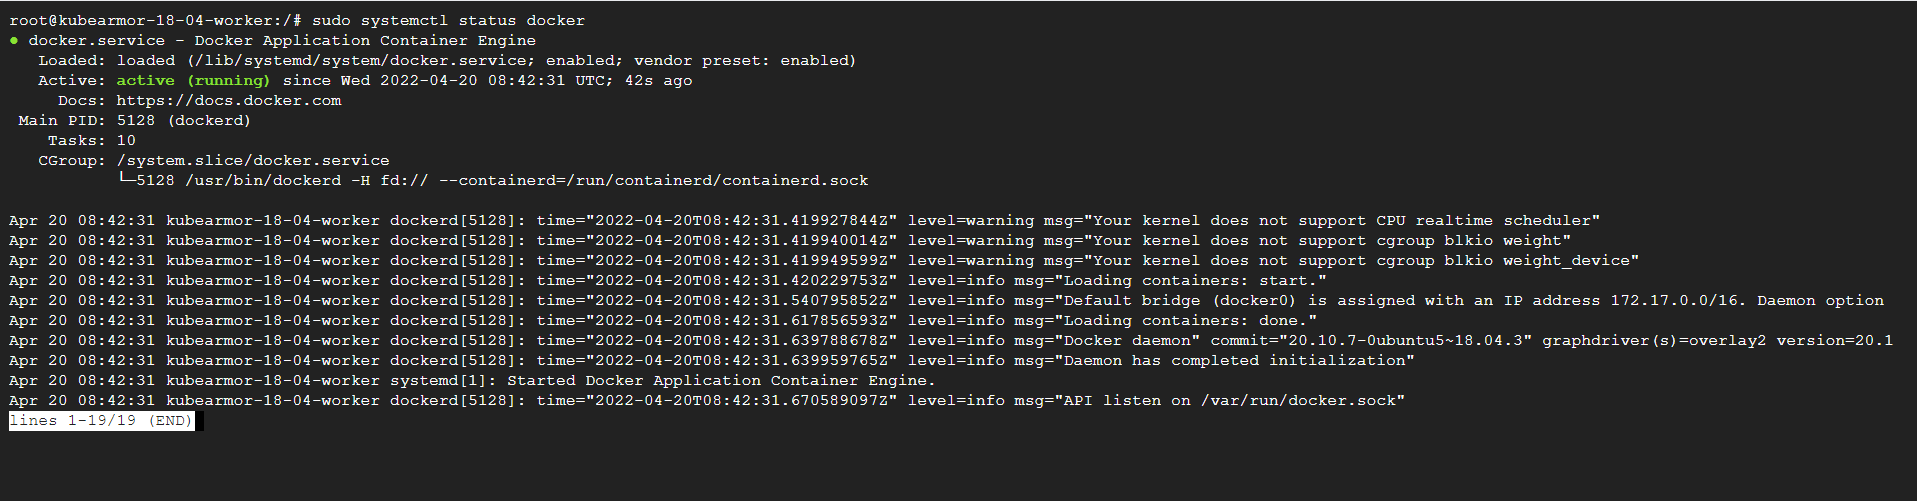 root@kubearmor-18-04-worker:/# sudo systemctl status docker
● docker.service - Docker Application Container Engine
   Loaded: loaded (/lib/systemd/system/docker.service; enabled; vendor preset: enabled)
   Active: active (running) since Wed 2022-04-20 08:42:31 UTC; 42s ago
     Docs: https://docs.docker.com
 Main PID: 5128 (dockerd)
    Tasks: 10
   CGroup: /system.slice/docker.service
           └─5128 /usr/bin/dockerd -H fd:// --containerd=/run/containerd/containerd.sock

Apr 20 08:42:31 kubearmor-18-04-worker dockerd[5128]: time="2022-04-20T08:42:31.419927844Z" level=warning msg="Your kernel does not support CPU realtime scheduler"
Apr 20 08:42:31 kubearmor-18-04-worker dockerd[5128]: time="2022-04-20T08:42:31.419940014Z" level=warning msg="Your kernel does not support cgroup blkio weight"
Apr 20 08:42:31 kubearmor-18-04-worker dockerd[5128]: time="2022-04-20T08:42:31.419949599Z" level=warning msg="Your kernel does not support cgroup blkio weight_device"
Apr 20 08:42:31 kubearmor-18-04-worker dockerd[5128]: time="2022-04-20T08:42:31.420229753Z" level=info msg="Loading containers: start."
Apr 20 08:42:31 kubearmor-18-04-worker dockerd[5128]: time="2022-04-20T08:42:31.540795852Z" level=info msg="Default bridge (docker0) is assigned with an IP address 172.17.0.0/16. Daemon option
Apr 20 08:42:31 kubearmor-18-04-worker dockerd[5128]: time="2022-04-20T08:42:31.617856593Z" level=info msg="Loading containers: done."
Apr 20 08:42:31 kubearmor-18-04-worker dockerd[5128]: time="2022-04-20T08:42:31.639788678Z" level=info msg="Docker daemon" commit="20.10.7-0ubuntu5~18.04.3" graphdriver(s)=overlay2 version=20.1
Apr 20 08:42:31 kubearmor-18-04-worker dockerd[5128]: time="2022-04-20T08:42:31.639959765Z" level=info msg="Daemon has completed initialization"
Apr 20 08:42:31 kubearmor-18-04-worker systemd[1]: Started Docker Application Container Engine.
Apr 20 08:42:31 kubearmor-18-04-worker dockerd[5128]: time="2022-04-20T08:42:31.670589097Z" level=info msg="API listen on /var/run/docker.sock"
lines 1-19/19 (END)